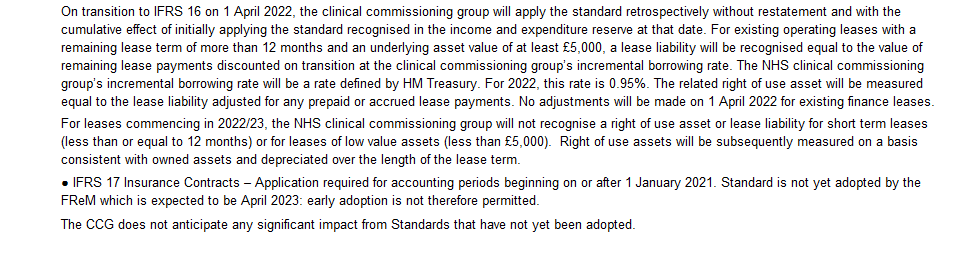 On transition to IFRS 16 on 1 April 2022, the clinical commissioning group will apply the standard retrospectively without restatement and with the
cumulative effect of initially applying the standard recognised in the income and expenditure reserve at that date. For existing operating leases with a
remaining lease term of more than 12 months and an underlying asset value of at least £5,000, a lease liability will be recognised equal to the value of
remaining lease payments discounted on transition at the clinical commissioning group's incremental borrowing rate. The NHS clinical commissioning
group's incremental borrowing rate will be a rate defined by HM Treasury. For 2022, this rate is 0.95%. The related right of use asset will be measured
equal to the lease liability adjusted for any prepaid or accrued lease payments. No adjustments will be made on 1 April 2022 for existing finance leases.
For leases commencing in 2022/23, the NHS clinical commissioning group will not recognise a right of use asset or lease liability for short term leases
(less than or equal to 12 months) or for leases of low value assets (less than £5,000). Right of use assets will be subsequently measured on a basis
consistent with owned assets and depreciated over the length of the lease term.
● IFRS 17 Insurance Contracts – Application required for accounting periods beginning on or after 1 January 2021. Standard is not yet adopted by the
FReM which is expected to be April 2023: early adoption is not therefore permitted.
The CCG does not anticipate any significant impact from Standards that have not yet been adopted.